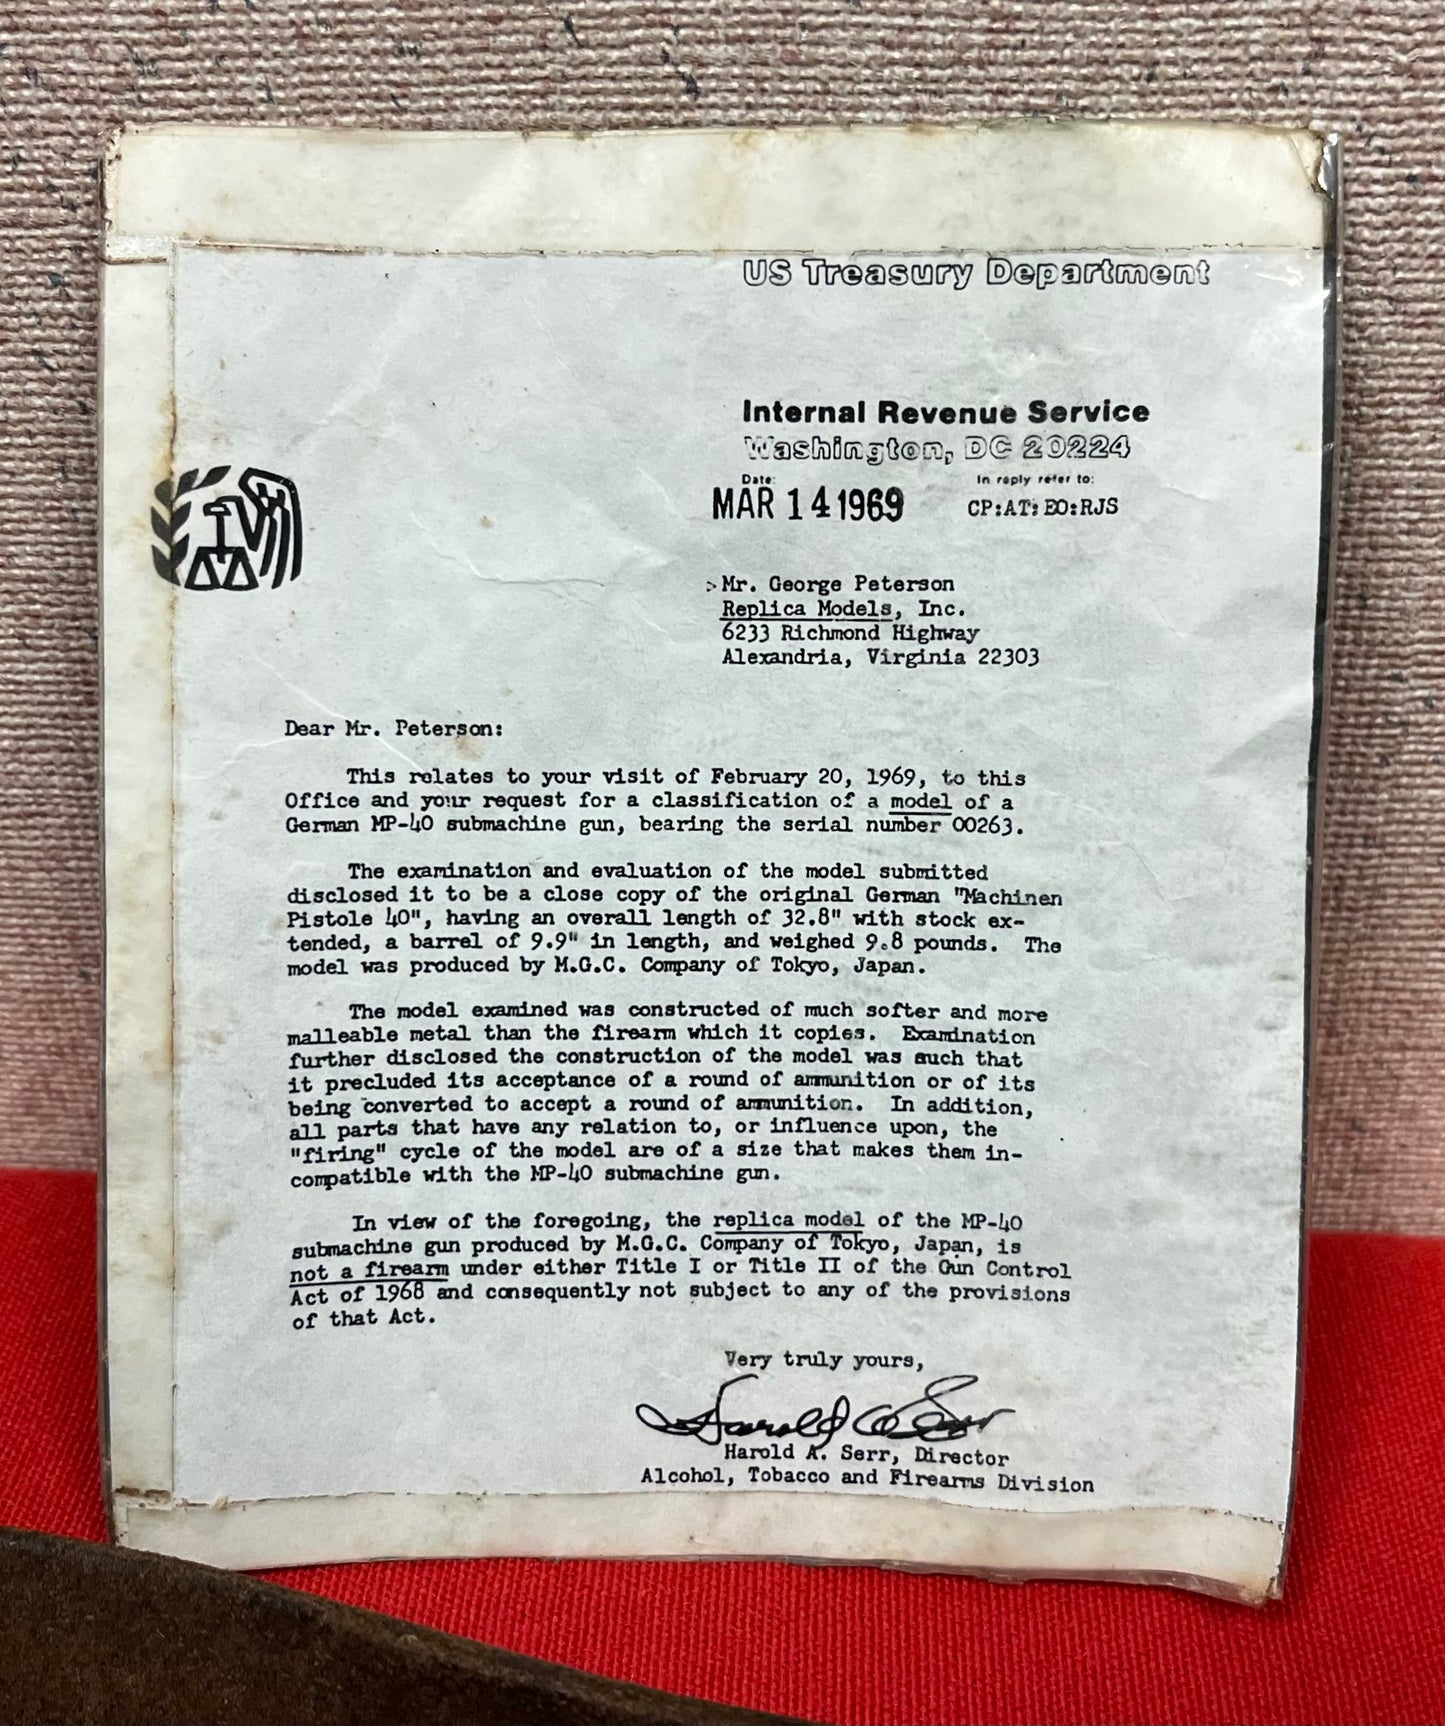 US Treasury Department
Internal Revenue Service
Washington, DC 20224
Date: In reply refer to:
MAR 14 1969 CP:AT:EO:RJS
>Mr. George Peterson
Replica Models, Inc.
6233 Richmond Highway
Alexandria, Virginia 22303
Dear Mr. Peterson:
This relates to your visit of February 20, 1969, to this
Office and your request for a classification of a model of a
German MP-40 submachine gun, bearing the serial number 00263.
The examination and evaluation of the model submitted
disclosed it to be a close copy of the original German "Machinen
Pistole 40", having an overall length of 32.8" with stock ex-
tended, a barrel of 9.9" in length, and weighed 9.8 pounds. The
model was produced by M.G.C. Company of Tokyo, Japan.
The model examined was constructed of much softer and more
malleable metal than the firearm which it copies. Examination
further disclosed the construction of the model was such that
it precluded its acceptance of a round of ammunition or of its
being converted to accept a round of ammunition. In addition,
all parts that have any relation to, or influence upon, the
"firing" cycle of the model are of a size that makes them in-
compatible with the MP-40 submachine gun.
In view of the foregoing, the replica model of the MP-40
submachine gun produced by M.G.C. Company of Tokyo, Japan, is
not a firearm under either Title I or Title II of the Gun Control
Act of 1968 and consequently not subject to any of the provisions
of that Act.
Very truly yours,
Harold A. Serr
Harold A. Serr, Director
Alcohol, Tobacco and Firearms Division